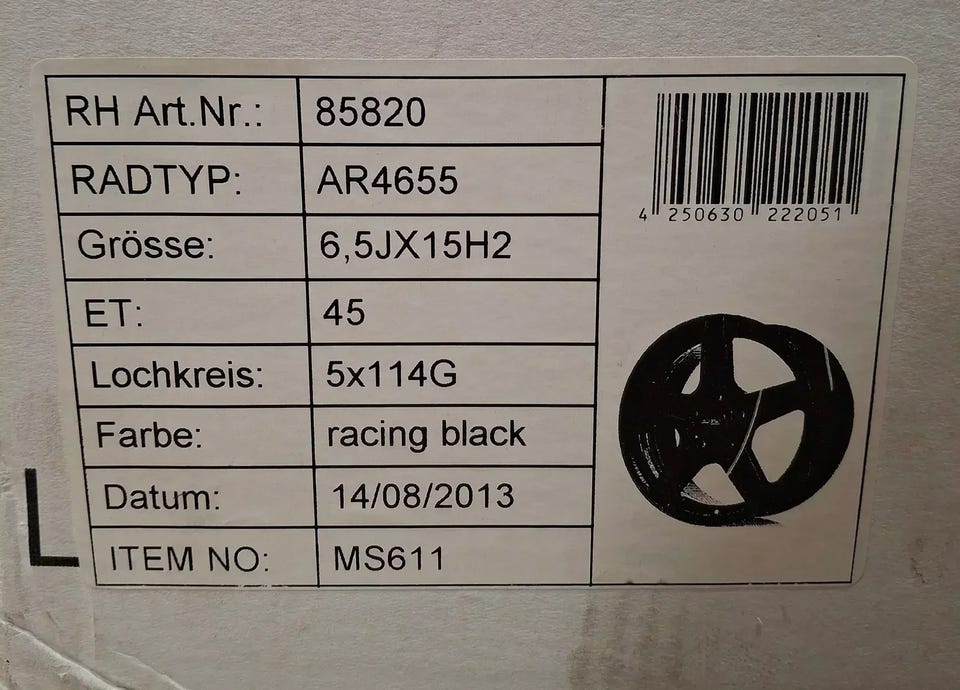 RH Art.Nr.: 85820
RADTYP: AR4655
Grösse: 6,5JX15H2
ET: 45
Lochkreis: 5x114G
Farbe: racing black
Datum: 14/08/2013
ITEM NO: MS611
4 250630 222051
L